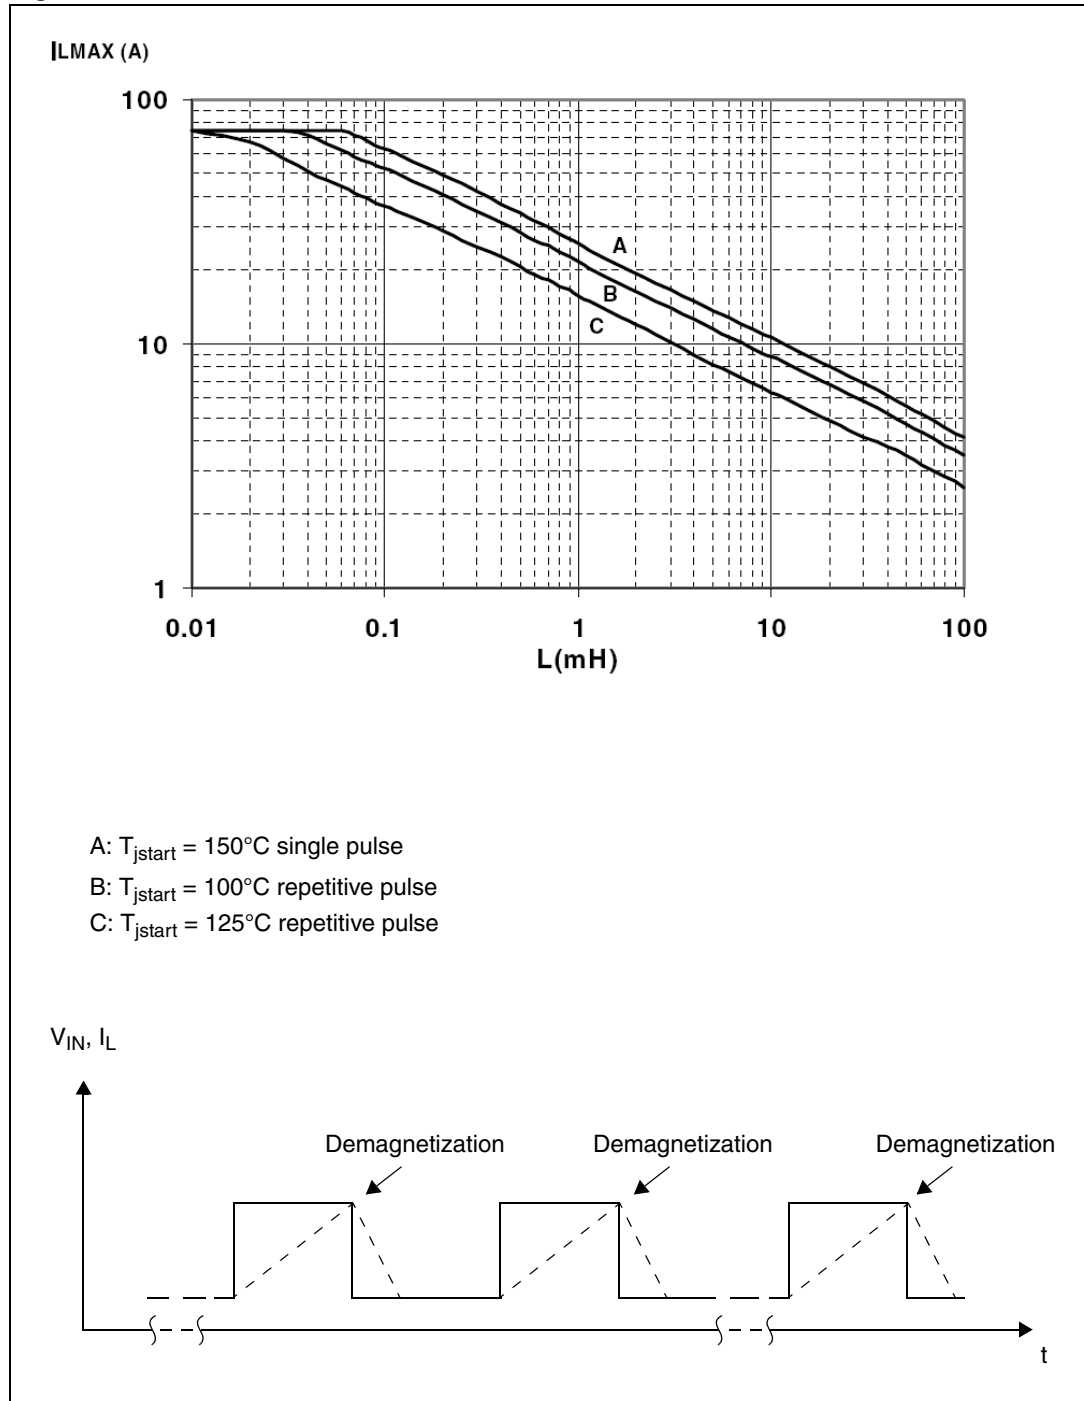 ILMAX (A)
100
10
1
A
B
C
0.01 0.1 1 10 100
L(mH)
A: Tjstart = 150°C single pulse
B: Tjstart = 100°C repetitive pulse
C: Tjstart = 125°C repetitive pulse
VIN, IL
Demagnetization Demagnetization Demagnetization
t